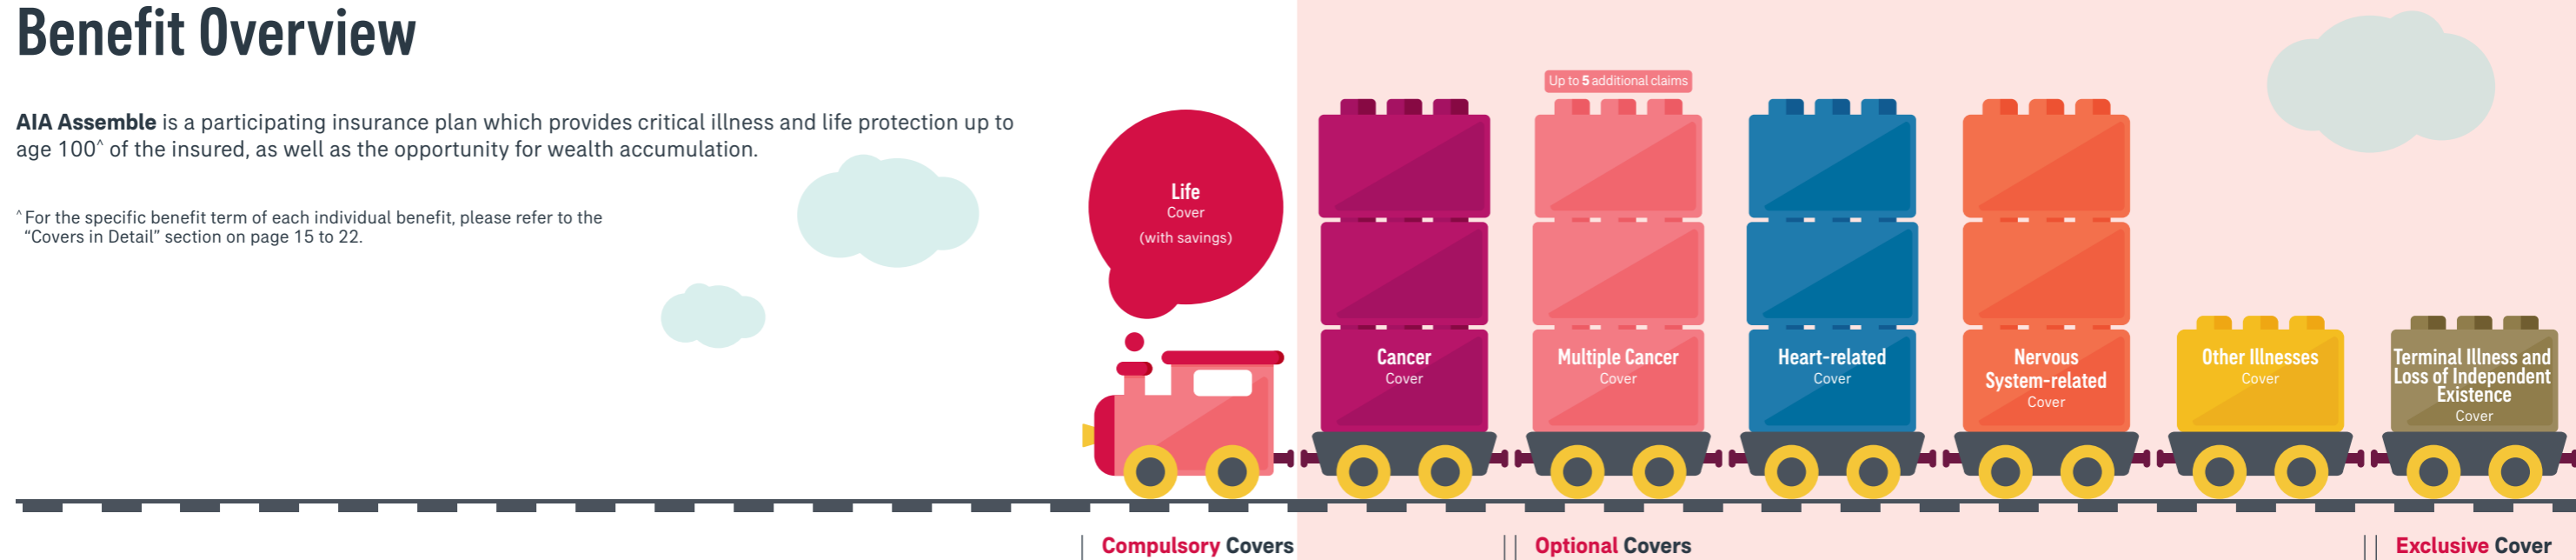 Benefit Overview
AIA Assemble is a participating insurance plan which provides critical illness and life protection up to
age 100^ of the insured, as well as the opportunity for wealth accumulation.
^ For the specific benefit term of each individual benefit, please refer to the
“Covers in Detail” section on page 15 to 22.
Life
Cover
(with savings)
Up to 5 additional claims
Cancer
Cover
Multiple Cancer
Cover
Heart-related
Cover
Nervous
System-related
Cover
Other Illnesses
Cover
Terminal Illness and
Loss of Independent
Existence
Cover
Compulsory Covers
Optional Covers
Exclusive Cover